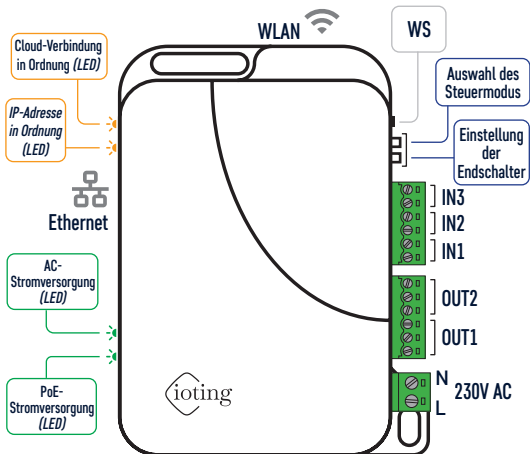 WLAN
Cloud-Verbindung
in Ordnung (LED)
IP-Adresse
in Ordnung
(LED)
Ethernet
AC-
Stromversorgung
(LED)
PoE-
Stromversorgung
(LED)
ioting
WS
Auswahl des
Steuermodus
Einstellung
der
Endschalter
IN3
IN2
IN1
OUT2
OUT1
N
230V AC
L